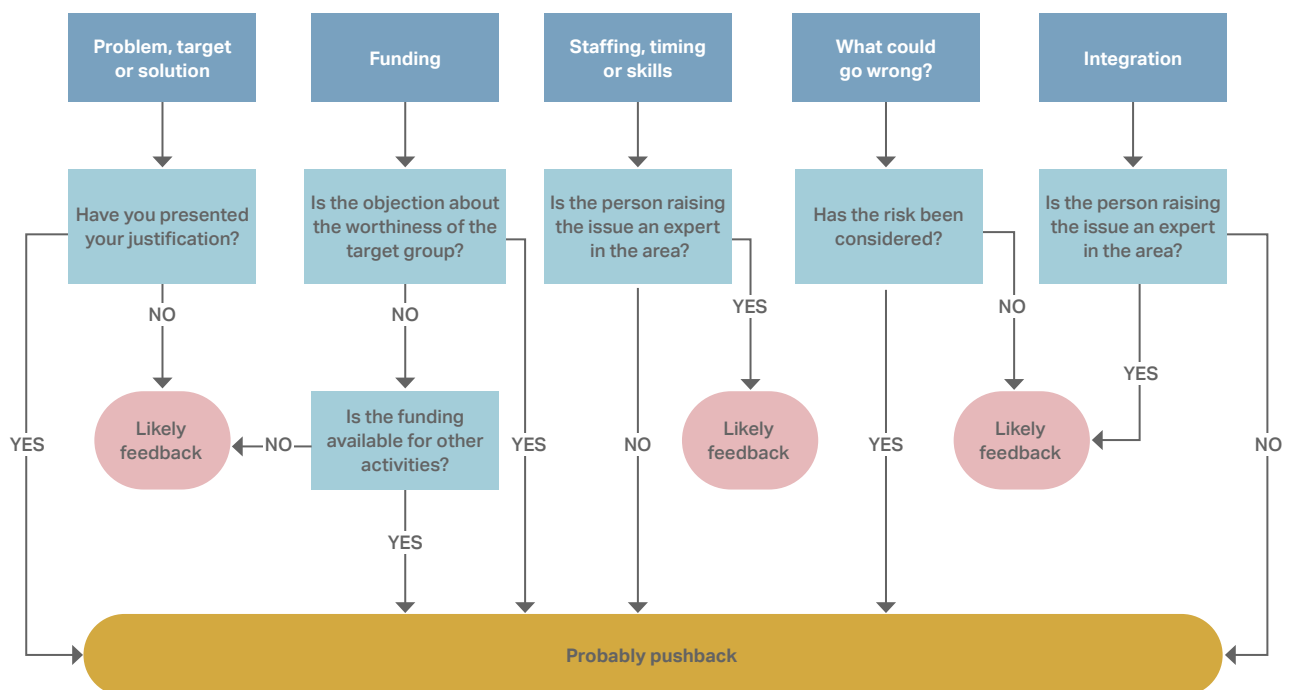 Problem, target
or solution
Funding
Staffing, timing
or skills
What could
go wrong?
Integration
Have you presented
your justification?
Is the objection about
the worthiness of the
target group?
Is the person raising
the issue an expert
in the area?
Has the risk been
considered?
Is the person raising
the issue an expert
in the area?
NO
NO
YES
NO
YES
Likely
feedback
Is the funding
available for other
activities?
Likely
feedback
Likely
feedback
YES
NO
YES
NO
YES
NO
YES
Probably pushback